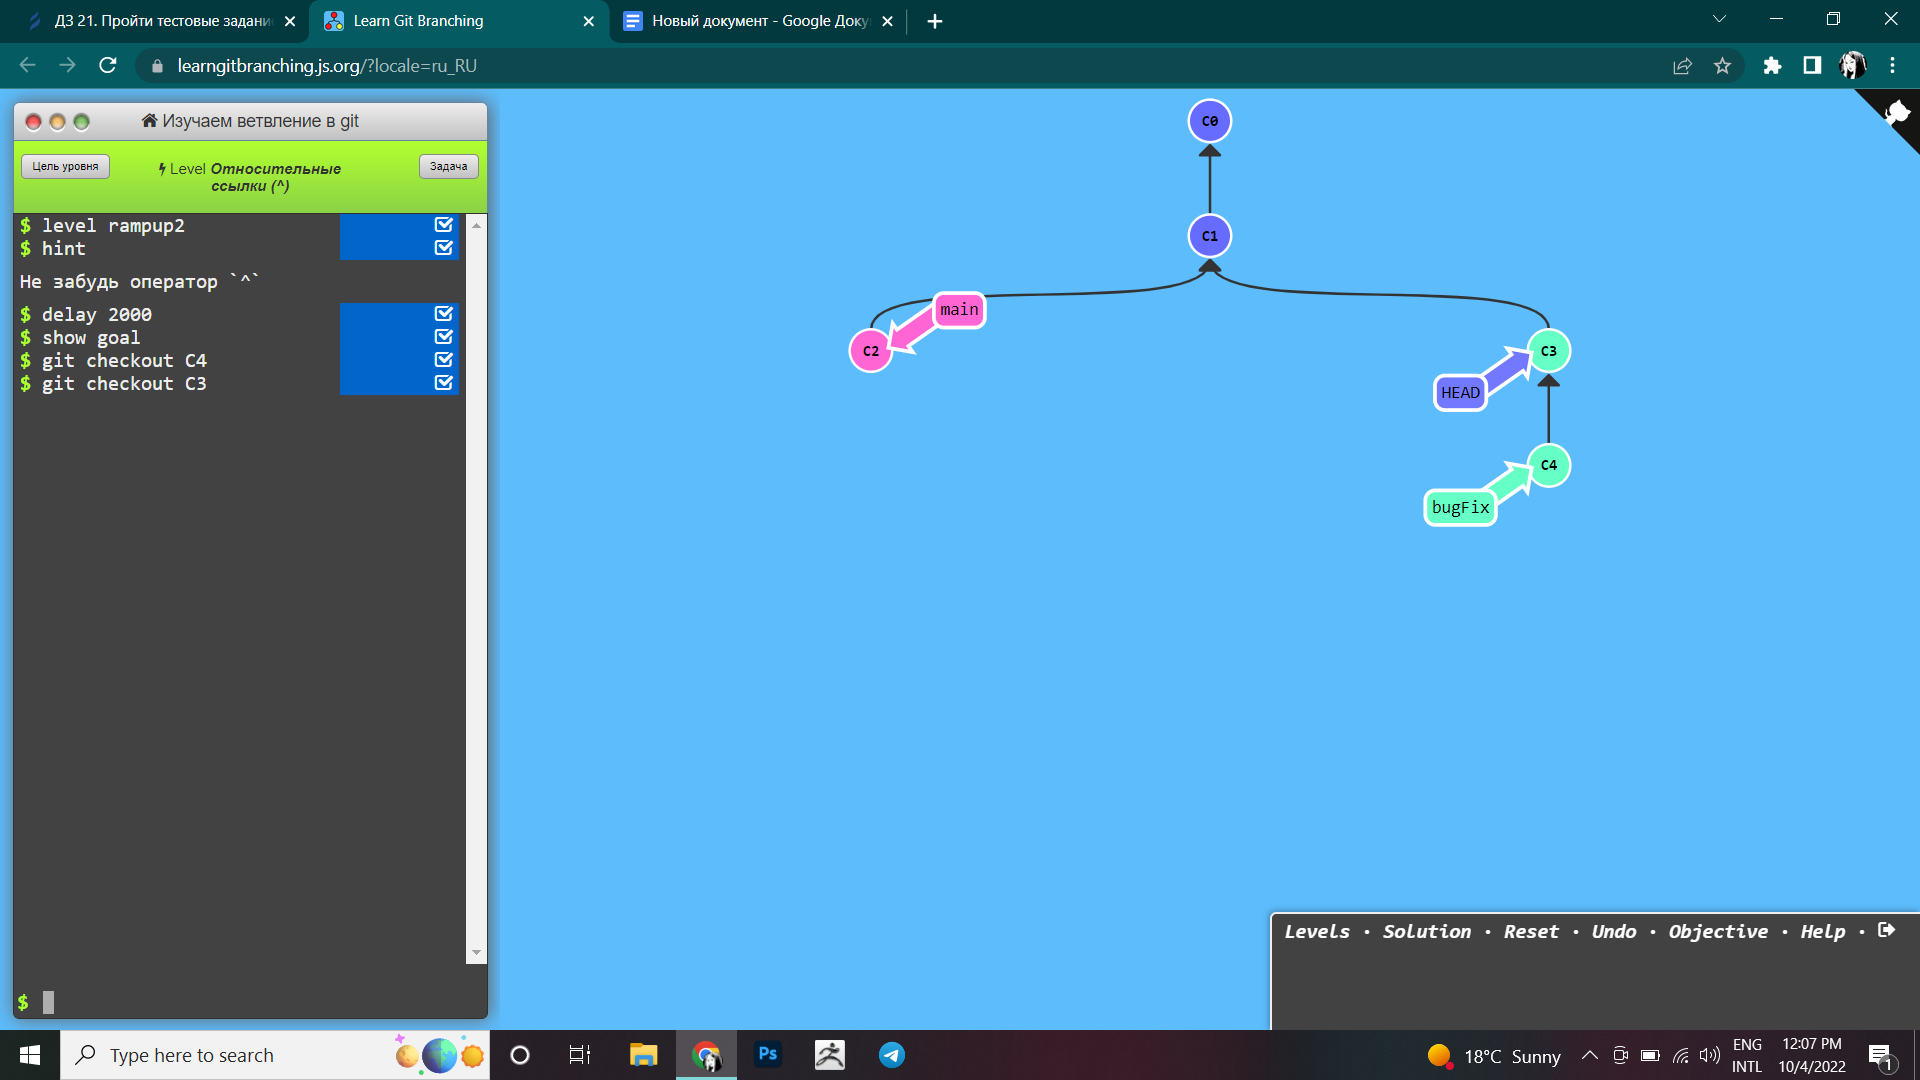 ДЗ 21. Пройти тестовые задани
Learn Git Branching
Новый документ - Google Доку
learngitbranching.js.org/?locale=ru_RU
Изучаем ветвление в git
Цель уровня
Level Относительные ссылки (^)
Задача
$ level rampup2
$ hint
Не забудь оператор `^`
$ delay 2000
$ show goal
$ git checkout C4
$ git checkout C3
$
C0
C1
main
C2
C3
HEAD
C4
bugFix
Levels · Solution · Reset · Undo · Objective · Help ·
Type here to search
Ps
18°C Sunny
ENG
INTL
12:07 PM
10/4/2022
1